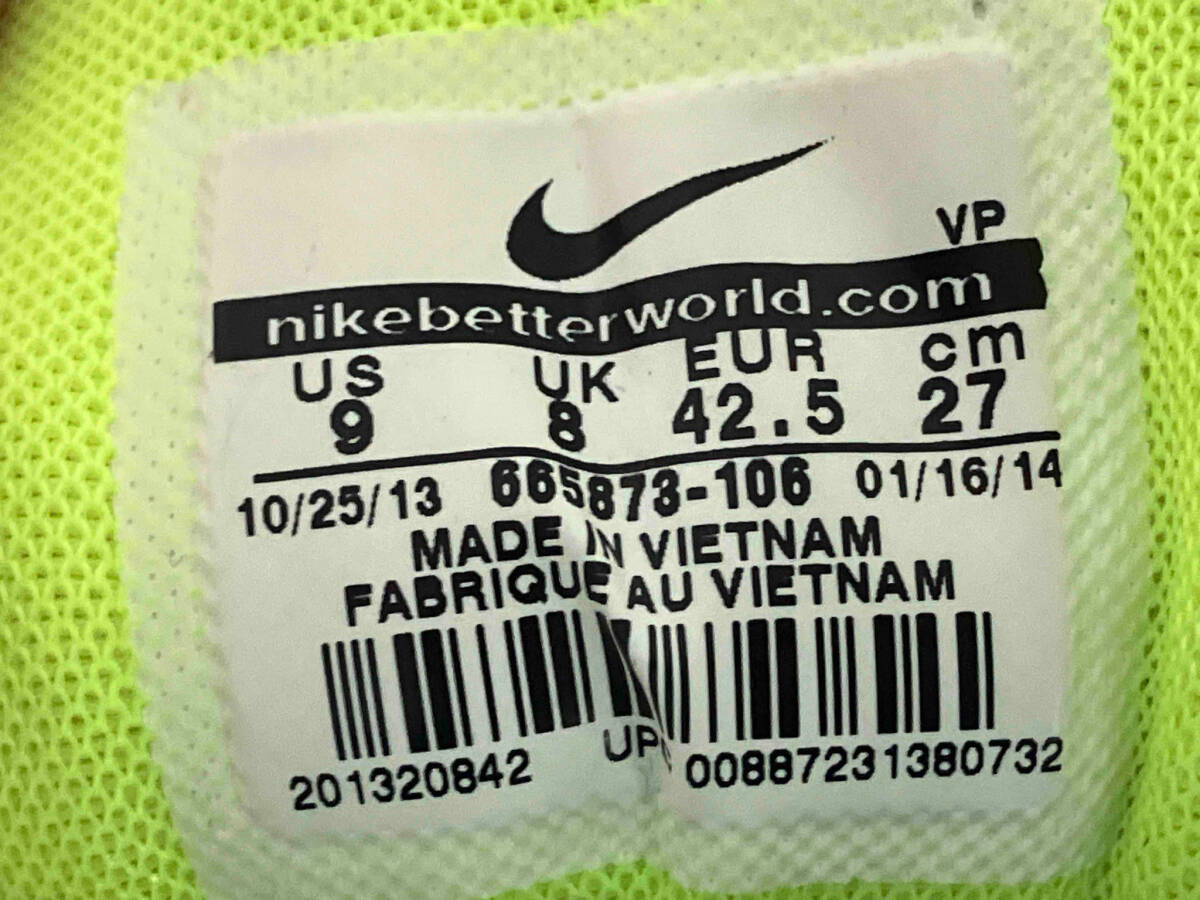 VP
nikebetterworld.com
US UK EUR cm
9 8 42.5 27
10/25/13 665873-106 01/16/14
MADE IN VIETNAM
FABRIQUE AU VIETNAM
201320842 00887231380732